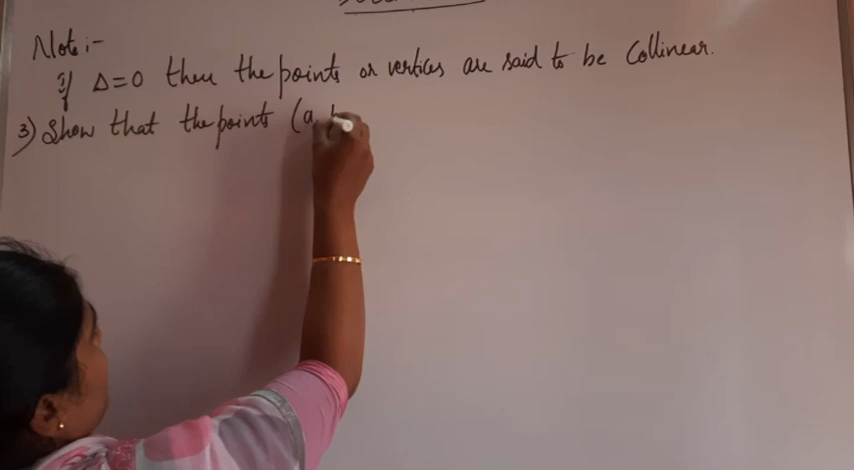 Note :-
If Δ=0 then the points or vertices are said to be Collinear.
3) Show that the points (a,